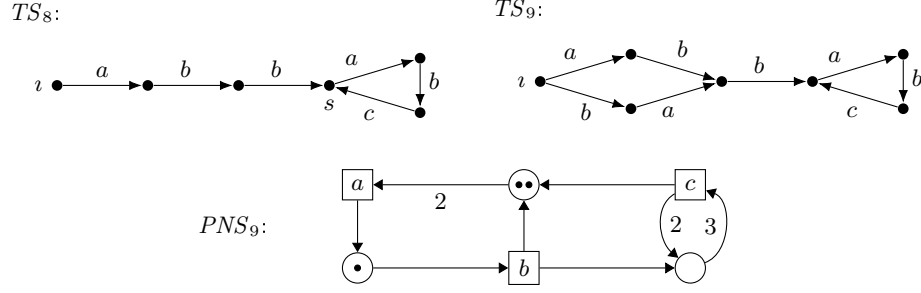 TS₈:
TS₉:
ı a b b s a b c
ı a b b a b a b c
a 2 c
PNS₉: 2 3
b